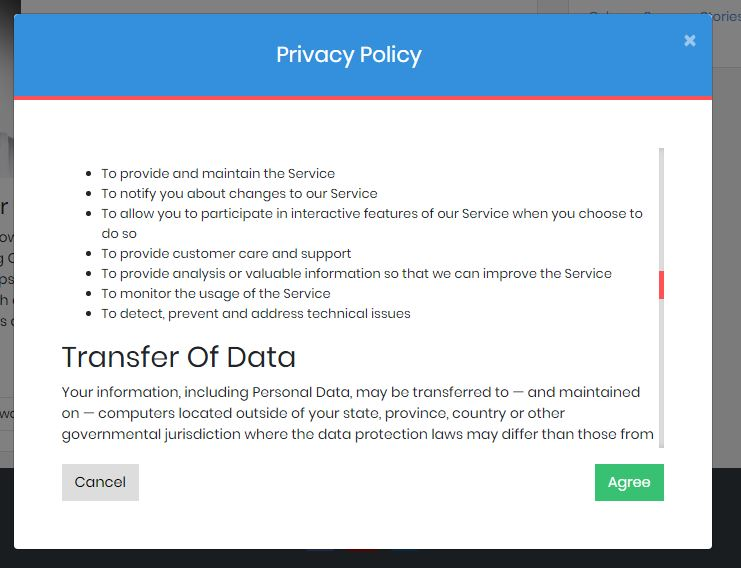 Stories
Privacy Policy
×
• To provide and maintain the Service
• To notify you about changes to our Service
• To allow you to participate in interactive features of our Service when you choose to
do so
• To provide customer care and support
• To provide analysis or valuable information so that we can improve the Service
• To monitor the usage of the Service
• To detect, prevent and address technical issues
Transfer Of Data
Your information, including Personal Data, may be transferred to — and maintained
on — computers located outside of your state, province, country or other
governmental jurisdiction where the data protection laws may differ than those from
Cancel
Agree